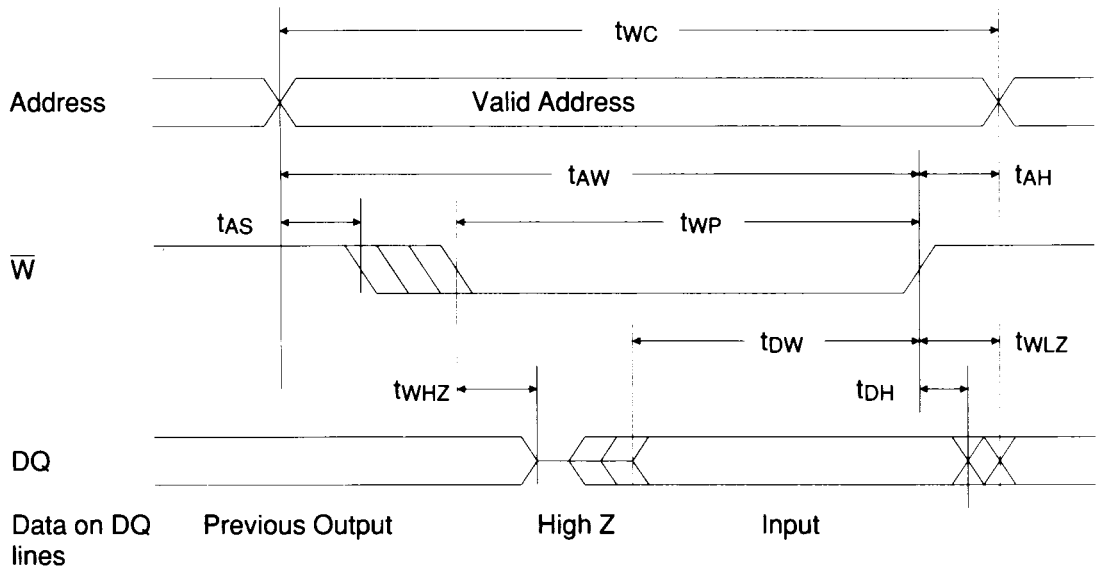 tWC
Address
Valid Address
tAW
tAH
tAS
tWP
W̅
tDW
tWLZ
tWHZ
tDH
DQ
Data on DQ lines
Previous Output
High Z
Input